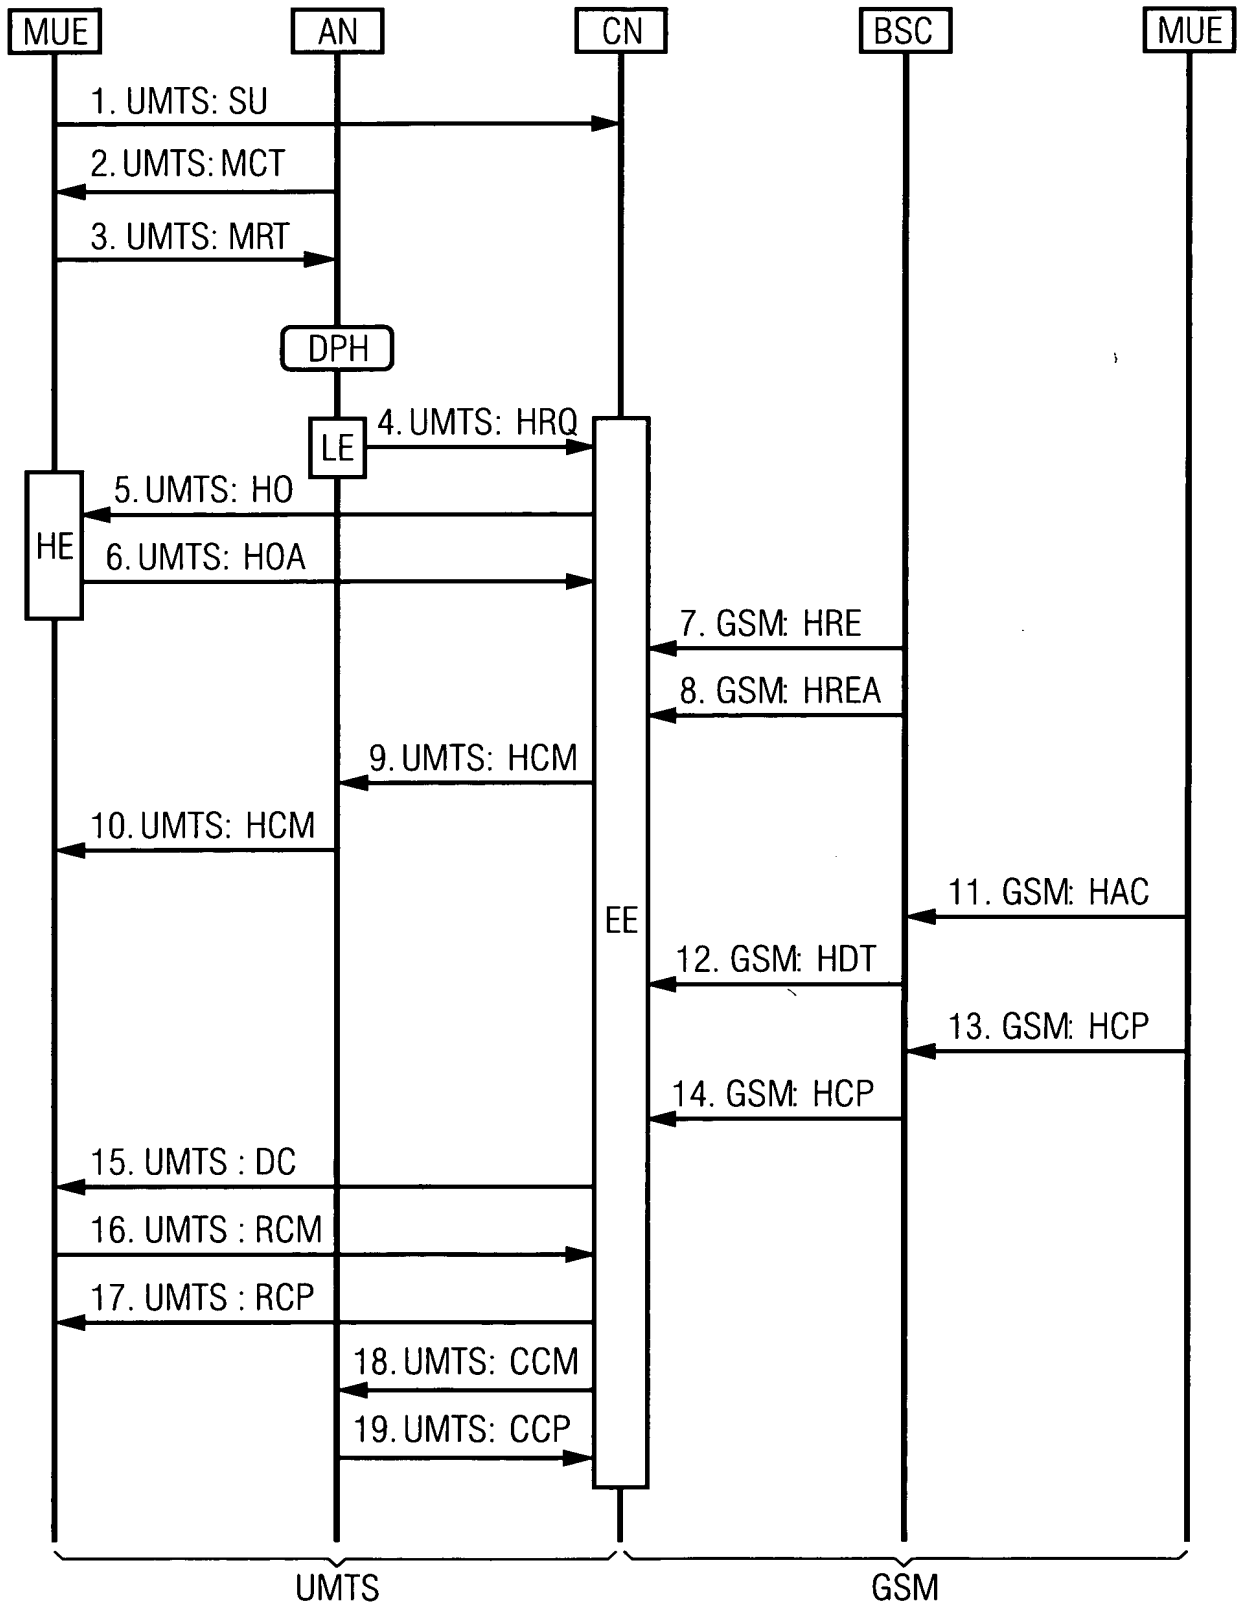 MUE AN CN BSC MUE
1. UMTS: SU
2. UMTS: MCT
3. UMTS: MRT
DPH
LE
4. UMTS: HRQ
5. UMTS: HO
HE
6. UMTS: HOA
7. GSM: HRE
8. GSM: HREA
9. UMTS: HCM
10. UMTS: HCM
11. GSM: HAC
EE
12. GSM: HDT
13. GSM: HCP
14. GSM: HCP
15. UMTS : DC
16. UMTS : RCM
17. UMTS : RCP
18. UMTS: CCM
19. UMTS: CCP
UMTS GSM